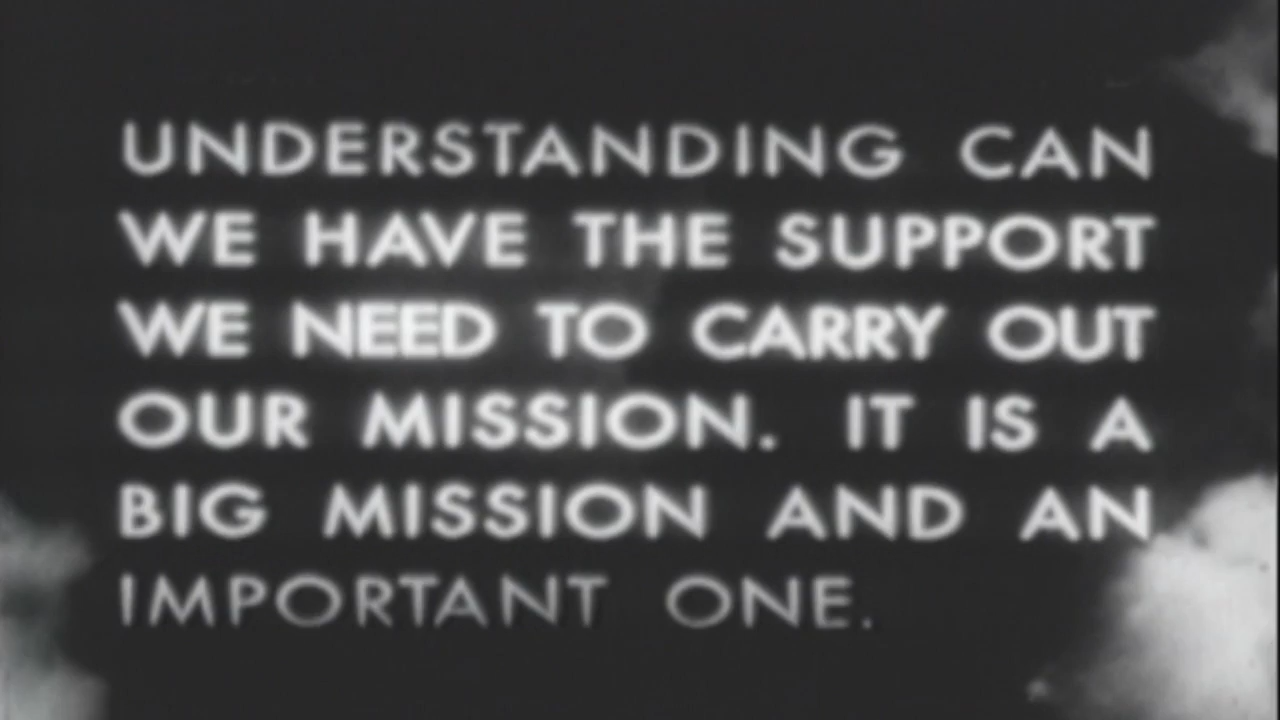 UNDERSTANDING CAN
WE HAVE THE SUPPORT
WE NEED TO CARRY OUT
OUR MISSION. IT IS A
BIG MISSION AND AN
IMPORTANT ONE.